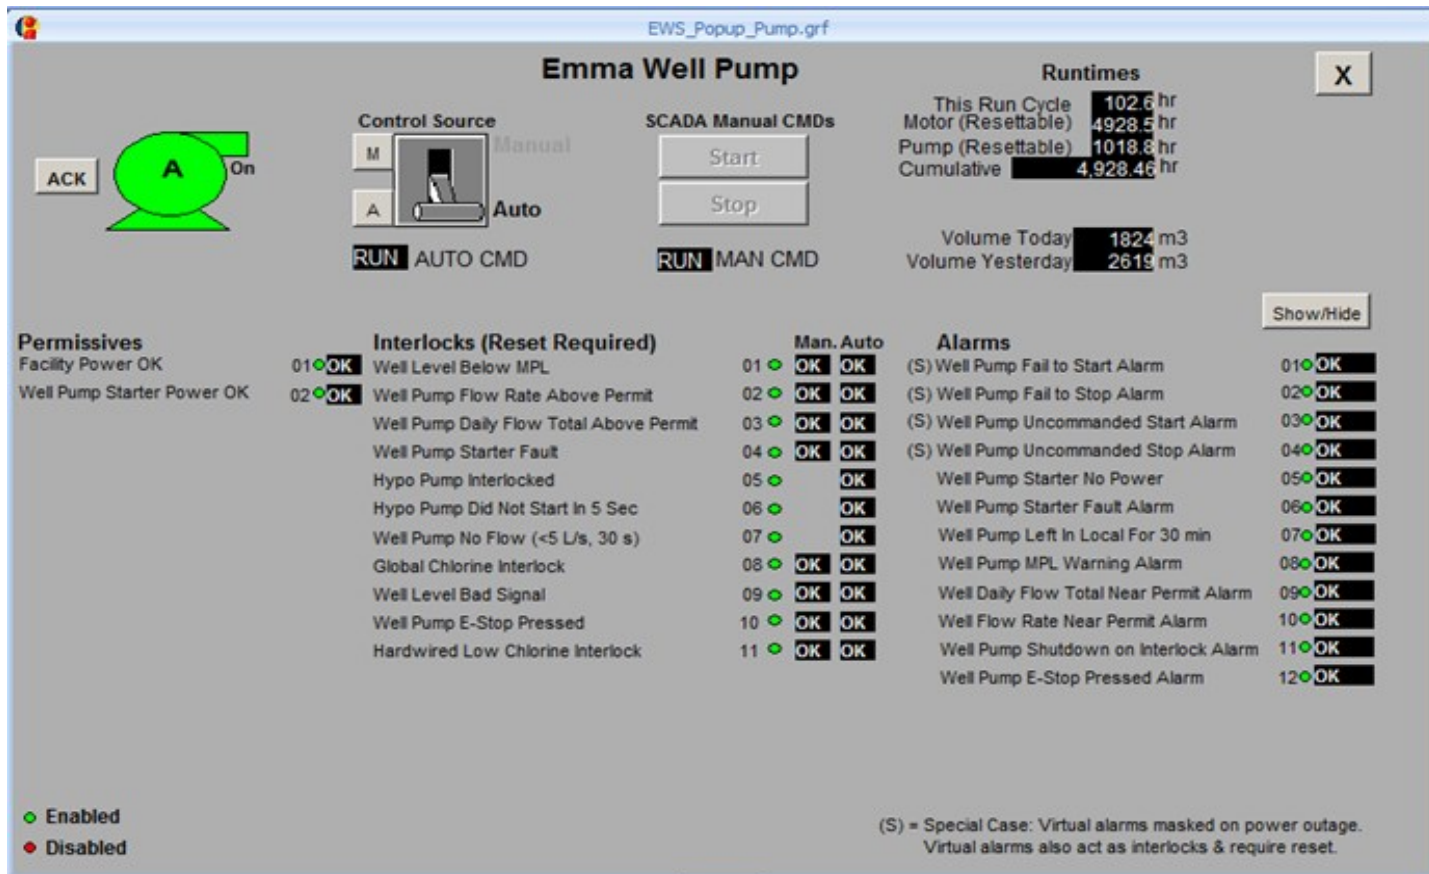 EWS_Popup_Pump.grf
Emma Well Pump
Runtimes
X
This Run Cycle 102.6 hr
Motor (Resettable) 4928.5 hr
Pump (Resettable) 1018.8 hr
Cumulative 4,928.46 hr
Control Source
M Manual
A Auto
RUN AUTO CMD
SCADA Manual CMDs
Start
Stop
RUN MAN CMD
ACK
A
On
Volume Today 1824 m3
Volume Yesterday 2619 m3
Show/Hide
Permissives
Facility Power OK 01 OK
Well Pump Starter Power OK 02 OK
Interlocks (Reset Required) Man. Auto
Well Level Below MPL 01 OK OK
Well Pump Flow Rate Above Permit 02 OK OK
Well Pump Daily Flow Total Above Permit 03 OK OK
Well Pump Starter Fault 04 OK OK
Hypo Pump Interlocked 05 OK
Hypo Pump Did Not Start In 5 Sec 06 OK
Well Pump No Flow (<5 L/s, 30 s) 07 OK
Global Chlorine Interlock 08 OK OK
Well Level Bad Signal 09 OK OK
Well Pump E-Stop Pressed 10 OK OK
Hardwired Low Chlorine Interlock 11 OK OK
Alarms
(S) Well Pump Fail to Start Alarm 01 OK
(S) Well Pump Fail to Stop Alarm 02 OK
(S) Well Pump Uncommanded Start Alarm 03 OK
(S) Well Pump Uncommanded Stop Alarm 04 OK
Well Pump Starter No Power 05 OK
Well Pump Starter Fault Alarm 06 OK
Well Pump Left In Local For 30 min 07 OK
Well Pump MPL Warning Alarm 08 OK
Well Daily Flow Total Near Permit Alarm 09 OK
Well Flow Rate Near Permit Alarm 10 OK
Well Pump Shutdown on Interlock Alarm 11 OK
Well Pump E-Stop Pressed Alarm 12 OK
Enabled
Disabled
(S) = Special Case: Virtual alarms masked on power outage.
Virtual alarms also act as interlocks & require reset.